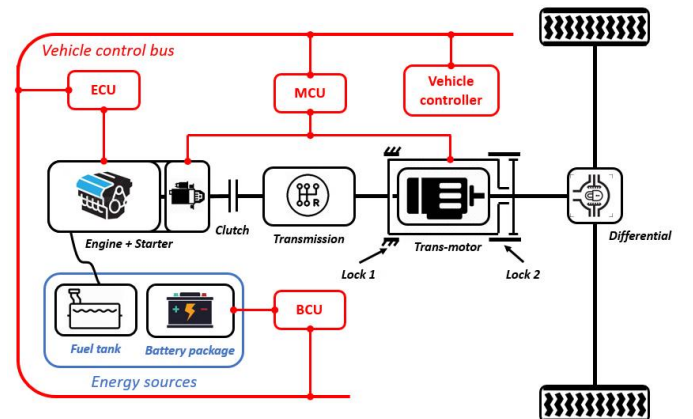 Vehicle control bus
ECU
MCU
Vehicle
controller
R
Engine + Starter
Clutch
Transmission
Trans-motor
Differential
Lock 1
Lock 2
+ -
BCU
Fuel tank
Battery package
Energy sources